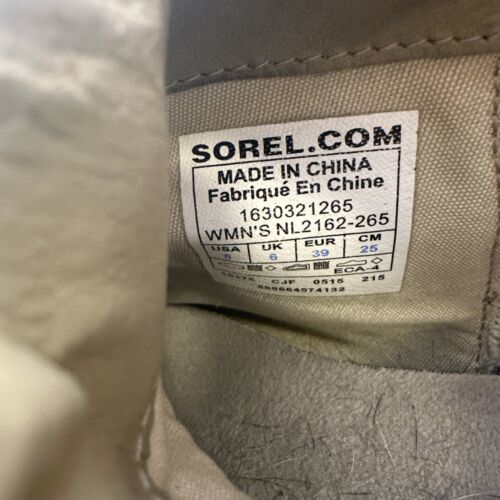 SOREL.COM
MADE IN CHINA
Fabriqué En Chine
1630321265
WMN'S NL2162-265
USA UK EUR CM
8 6 39 25
ECA-4
CJF 0515 215